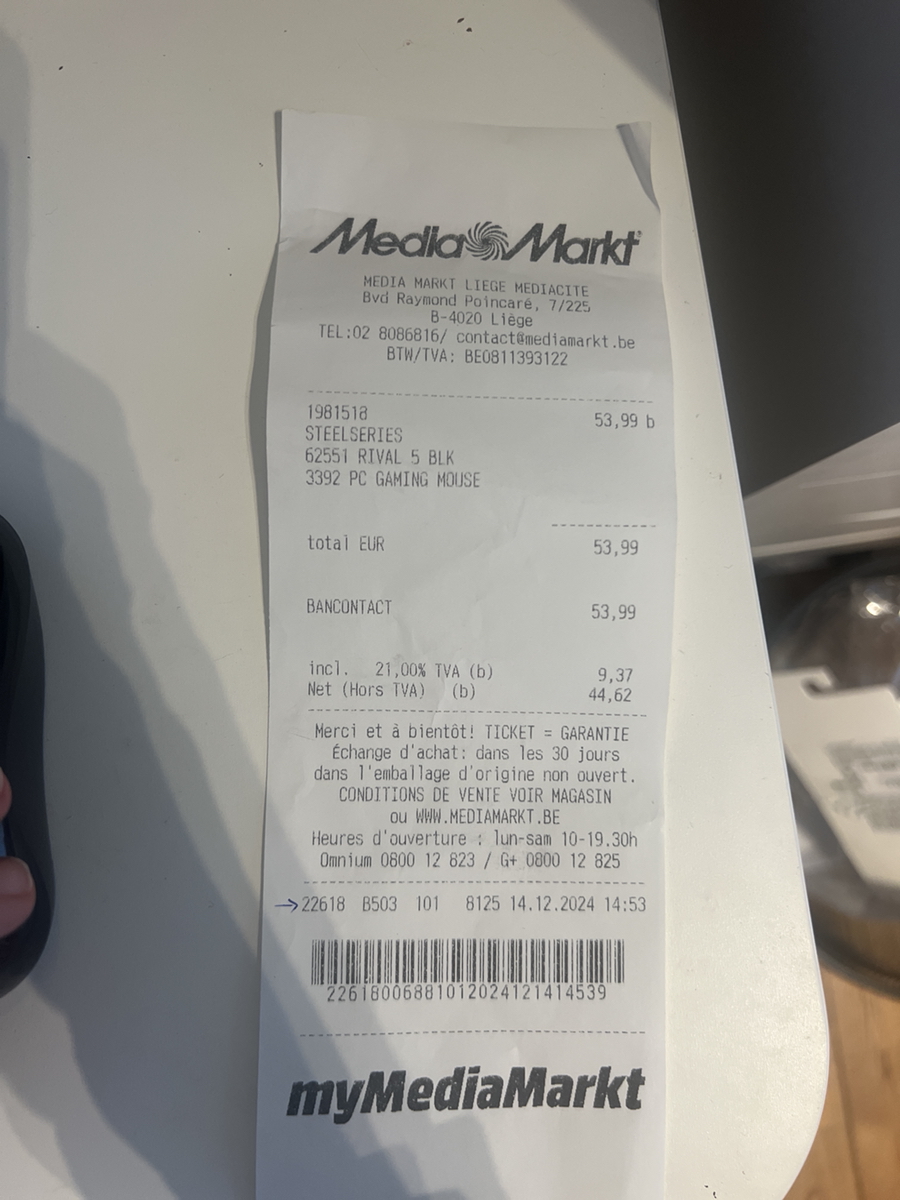 Media Markt
MEDIA MARKT LIEGE MEDIACITE
Bvd Raymond Poincaré, 7/225
B-4020 Liège
TEL:02 8086816/ contact@mediamarkt.be
BTW/TVA: BE0811393122
1981518 53,99 b
STEELSERIES
62551 RIVAL 5 BLK
3392 PC GAMING MOUSE
total EUR 53,99
BANCONTACT 53,99
incl. 21,00% TVA (b) 9,37
Net (Hors TVA) (b) 44,62
Merci et à bientôt! TICKET = GARANTIE
Échange d'achat: dans les 30 jours
dans l'emballage d'origine non ouvert.
CONDITIONS DE VENTE VOIR MAGASIN
ou WWW.MEDIAMARKT.BE
Heures d'ouverture : lun-sam 10-19.30h
Omnium 0800 12 823 / G+ 0800 12 825
→22618 B503 101 8125 14.12.2024 14:53
22618006881012024121414539
myMediaMarkt